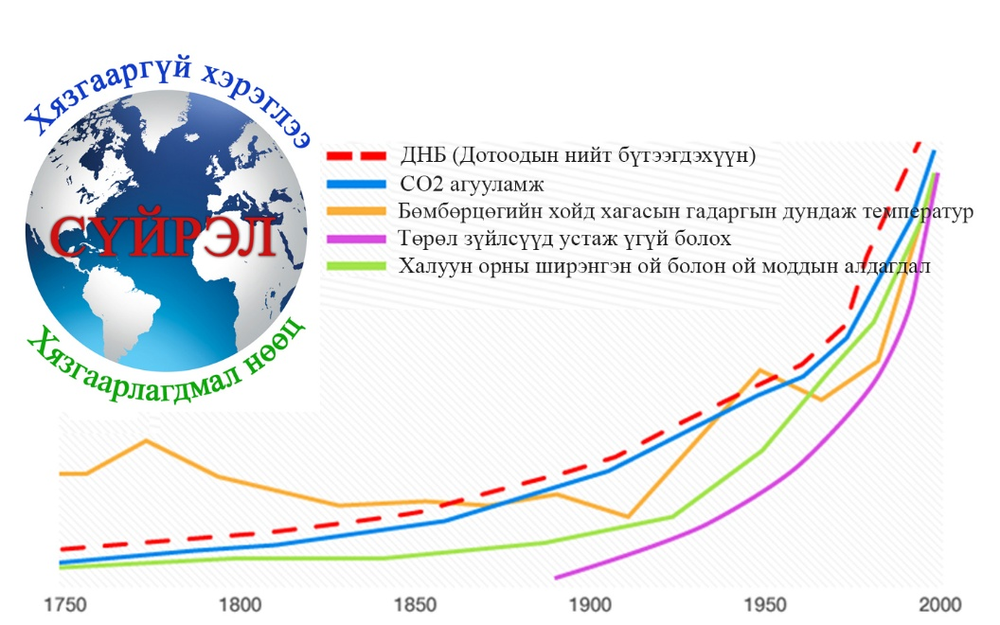 Хязгааргүй хэрэглээ
СҮЙРЭЛ
Хязгаарлагдмал нөөц
ДНБ (Дотоодын нийт бүтээгдэхүүн)
CO2 агууламж
Бөмбөрцөгийн хойд хагасын гадаргын дундаж температур
Төрөл зүйлсүүд устаж үгүй болох
Халуун орны ширэнгэн ой болон ой моддын алдагдал
1750 1800 1850 1900 1950 2000